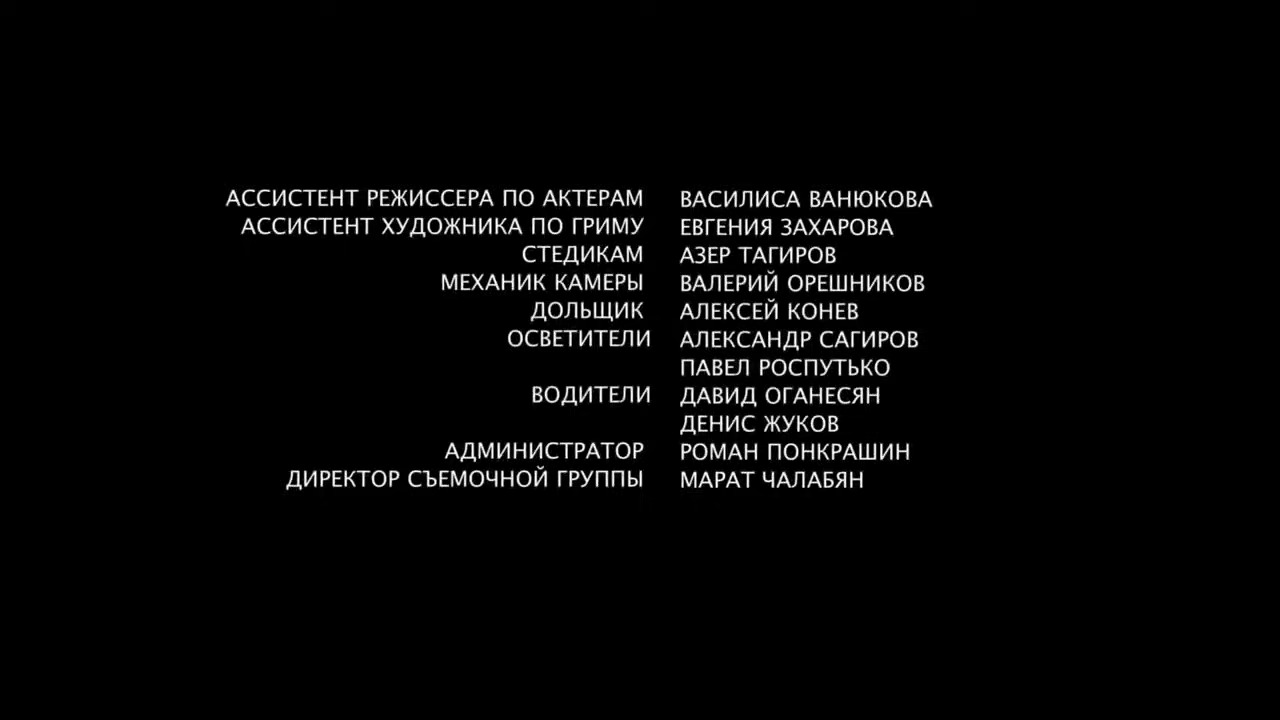 АССИСТЕНТ РЕЖИССЕРА ПО АКТЕРАМ ВАСИЛИСА ВАНЮКОВА
АССИСТЕНТ ХУДОЖНИКА ПО ГРИМУ ЕВГЕНИЯ ЗАХАРОВА
СТЕДИКАМ АЗЕР ТАГИРОВ
МЕХАНИК КАМЕРЫ ВАЛЕРИЙ ОРЕШНИКОВ
ДОЛЬЩИК АЛЕКСЕЙ КОНЕВ
ОСВЕТИТЕЛИ АЛЕКСАНДР САГИРОВ
ПАВЕЛ РОСПУТЬКО
ВОДИТЕЛИ ДАВИД ОГАНЕСЯН
ДЕНИС ЖУКОВ
АДМИНИСТРАТОР РОМАН ПОНКРАШИН
ДИРЕКТОР СЪЕМОЧНОЙ ГРУППЫ МАРАТ ЧАЛАБЯН